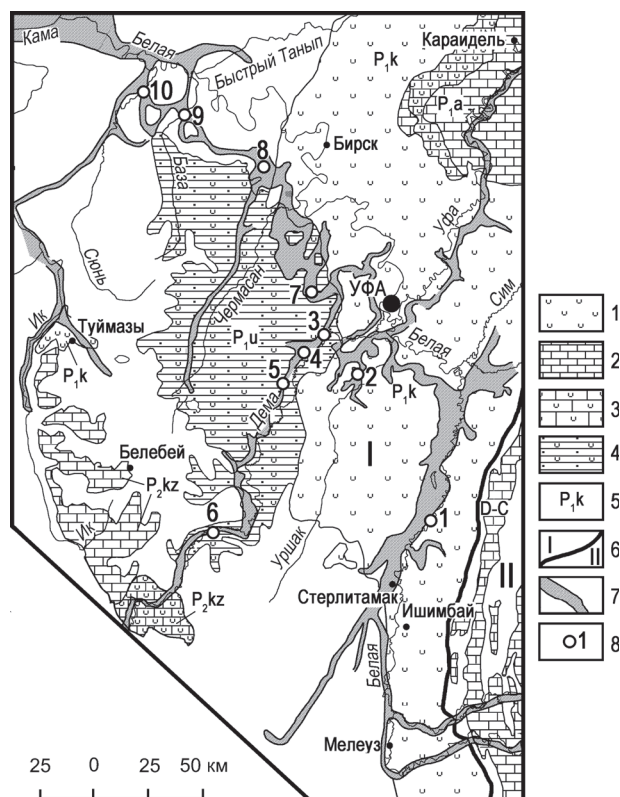 Кама
Белая
Быстрый Танып
Караидель
P₁k
P₁a
10
9
8
Бирск
База
Уфа
Сюнь
Чермасан
Сим
7
УФА
Ик
Туймазы
P₁k
P₁u
3
4
Белая
5
2
P₁k
Дема
I
Белебей
P₂kz
6
Ик
Уршак
1
D-C
II
P₂kz
Стерлитамак
Ишимбай
Белая
Мелеуз
25 0 25 50 км
1
2
3
4
P₁k 5
I II 6
7
1 8